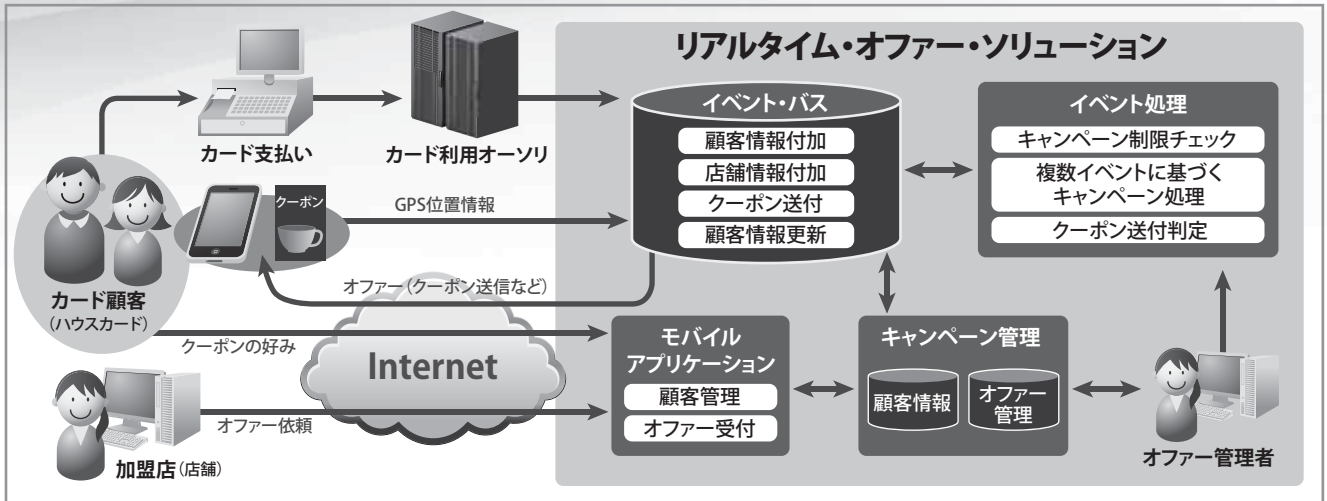 リアルタイム・オファー・ソリューション
カード支払い
カード利用オーソリ
イベント・バス
顧客情報付加
店舗情報付加
クーポン送付
顧客情報更新
イベント処理
キャンペーン制限チェック
複数イベントに基づく
キャンペーン処理
クーポン送付判定
クーポン
GPS位置情報
オファー（クーポン送信など）
カード顧客
（ハウスカード）
クーポンの好み
Internet
モバイル
アプリケーション
顧客管理
オファー受付
キャンペーン管理
顧客情報
オファー
管理
オファー依頼
加盟店（店舗）
オファー管理者